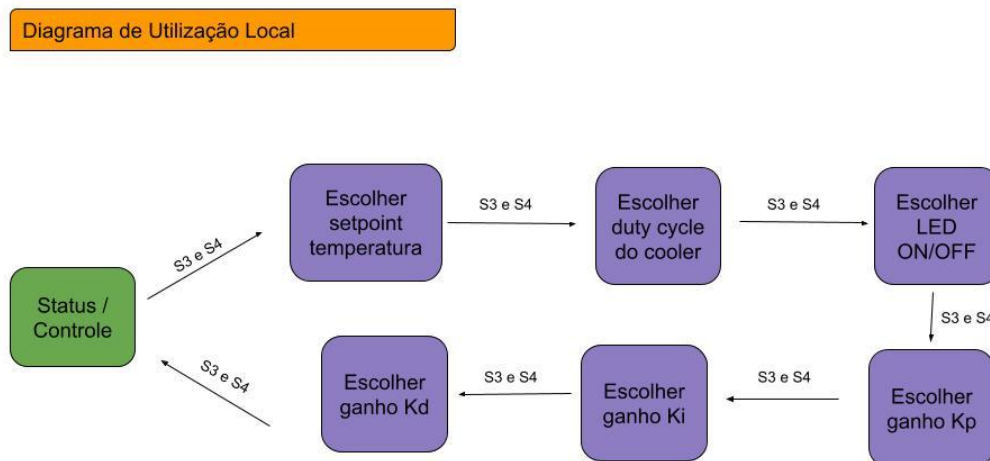 Diagrama de Utilização Local
S3 e S4
Escolher
setpoint
temperatura
S3 e S4
Escolher
duty cycle
do cooler
S3 e S4
Escolher
LED
ON/OFF
Status /
Controle
S3 e S4
S3 e S4
Escolher
ganho Kd
S3 e S4
Escolher
ganho Ki
S3 e S4
Escolher
ganho Kp